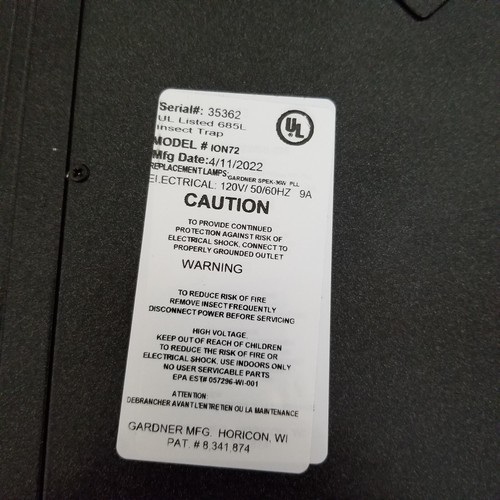 Serial#: 35362
UL Listed 685L
Insect Trap
UL
MODEL # ION72
Mfg Date:4/11/2022
REPLACEMENT LAMPS: GARDNER SPEK-36W PLL
ELECTRICAL: 120V/ 50/60HZ 9A
CAUTION
TO PROVIDE CONTINUED
PROTECTION AGAINST RISK OF
ELECTRICAL SHOCK, CONNECT TO
PROPERLY GROUNDED OUTLET
WARNING
TO REDUCE RISK OF FIRE
REMOVE INSECT FREQUENTLY
DISCONNECT POWER BEFORE SERVICING
HIGH VOLTAGE,
KEEP OUT OF REACH OF CHILDREN
TO REDUCE THE RISK OF FIRE OR
ELECTRICAL SHOCK. USE INDOORS ONLY
NO USER SERVICABLE PARTS
EPA EST# 057296-WI-001
ATTENTION:
DEBRANCHER AVANT L'ENTRETIEN OU LA MAINTENANCE
GARDNER MFG. HORICON, WI
PAT. # 8,341,874